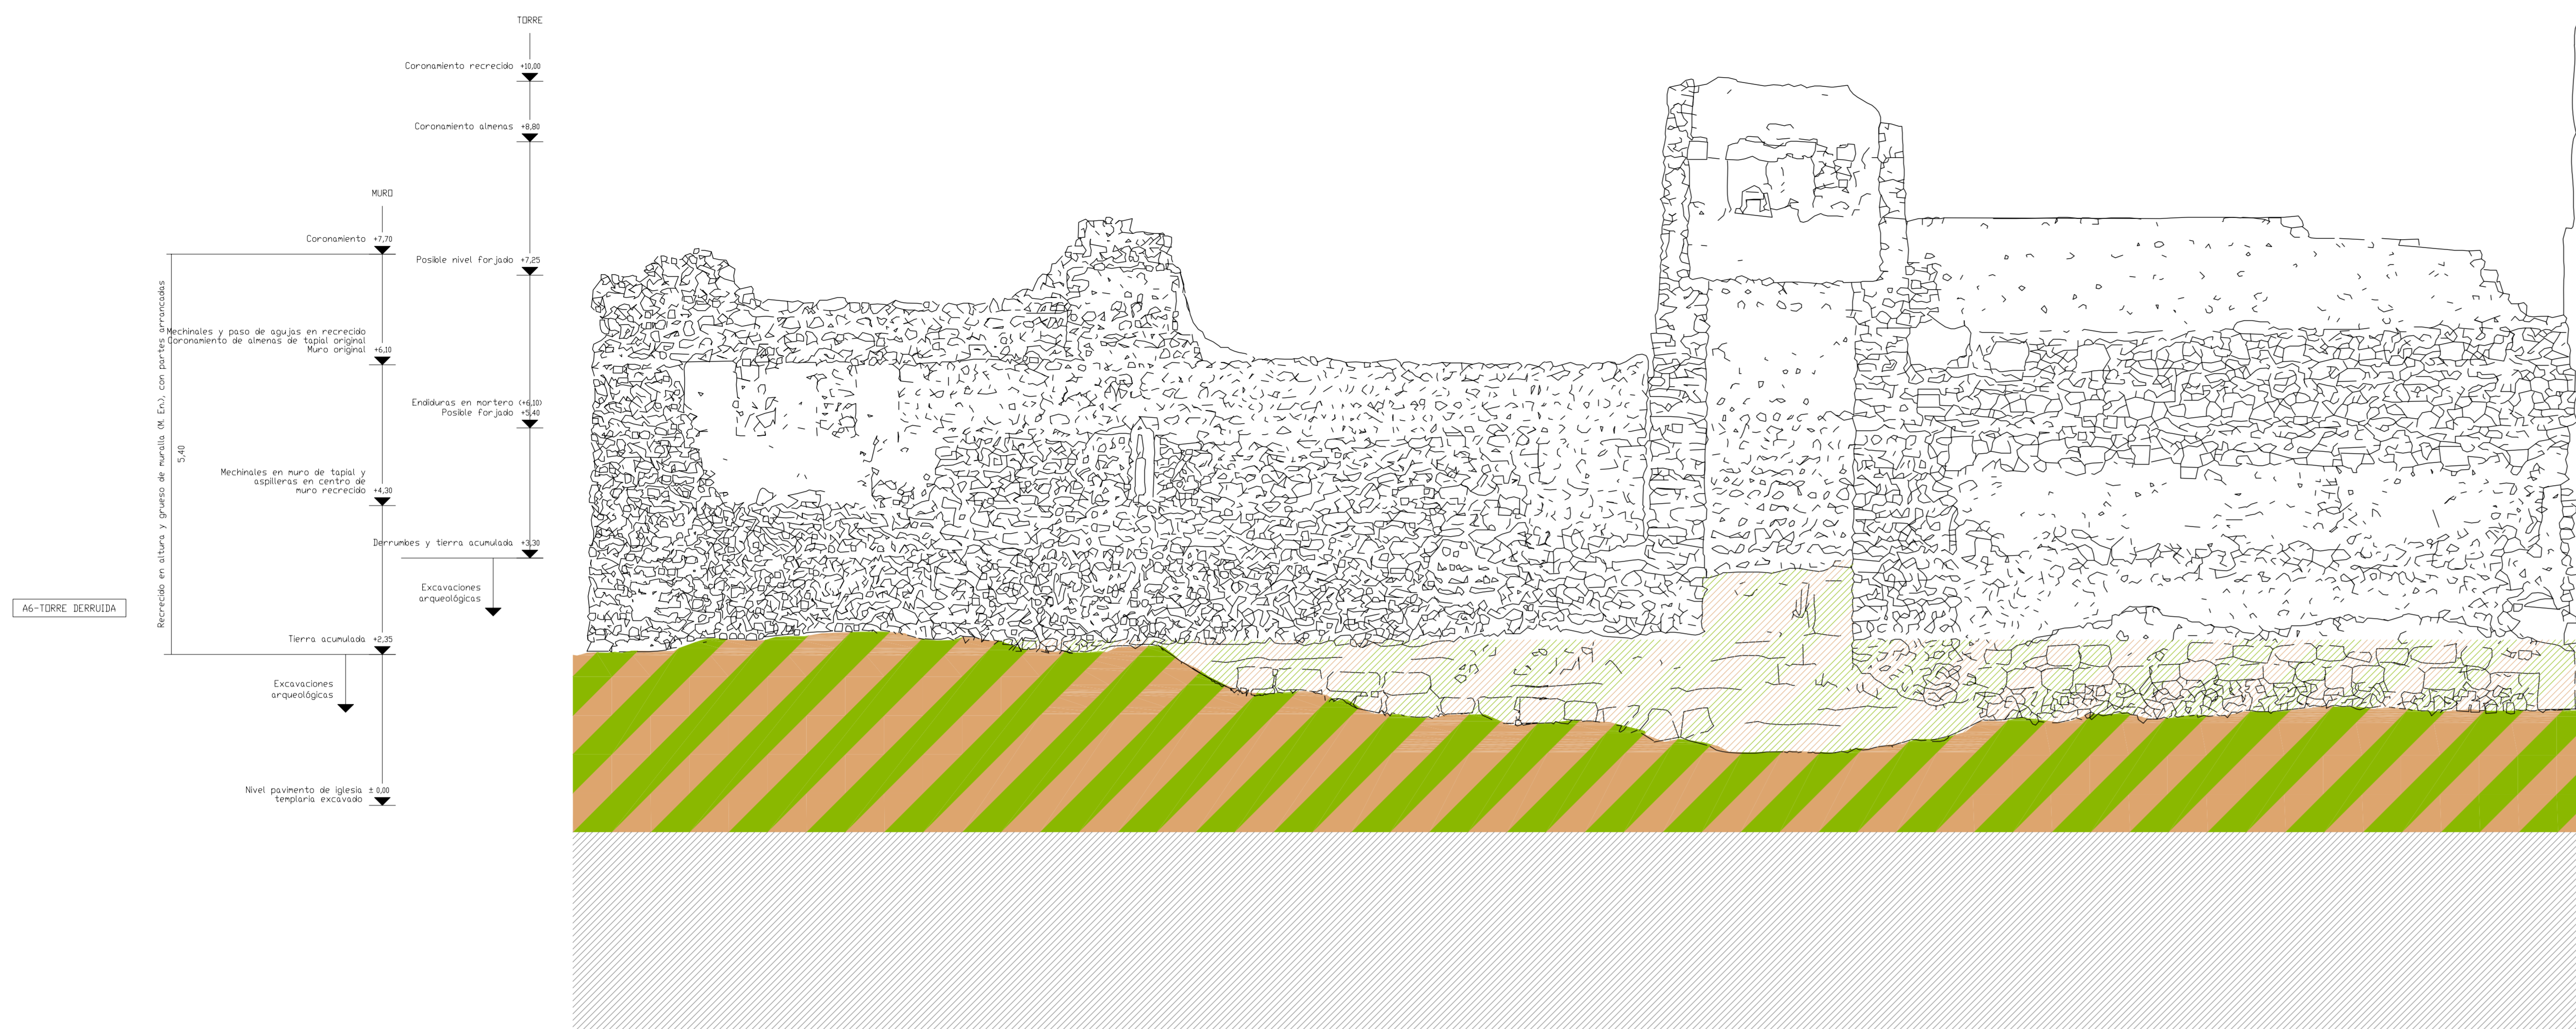 TORRE
Coronamiento recrecido +10,00
Coronamiento almenas +8,80
MURO
Coronamiento +7,70
Posible nivel forjado +7,25
Mechinales y paso de agujas en recrecido
Coronamiento de almenas de tapial original
Muro original +6,10
Endiduras en mortero (+6,10)
Posible forjado +5,40
Recrecido en altura y grueso de muralla (M. En.), con partes arrancadas
5,40
Mechinales en muro de tapial y
aspilleras en centro de
muro recrecido +4,30
Derrumbes y tierra acumulada +3,30
Excavaciones
arqueológicas
A6-TORRE DERRUIDA
Tierra acumulada +2,35
Excavaciones
arqueológicas
Nivel pavimento de iglesia ± 0,00
templaria excavado